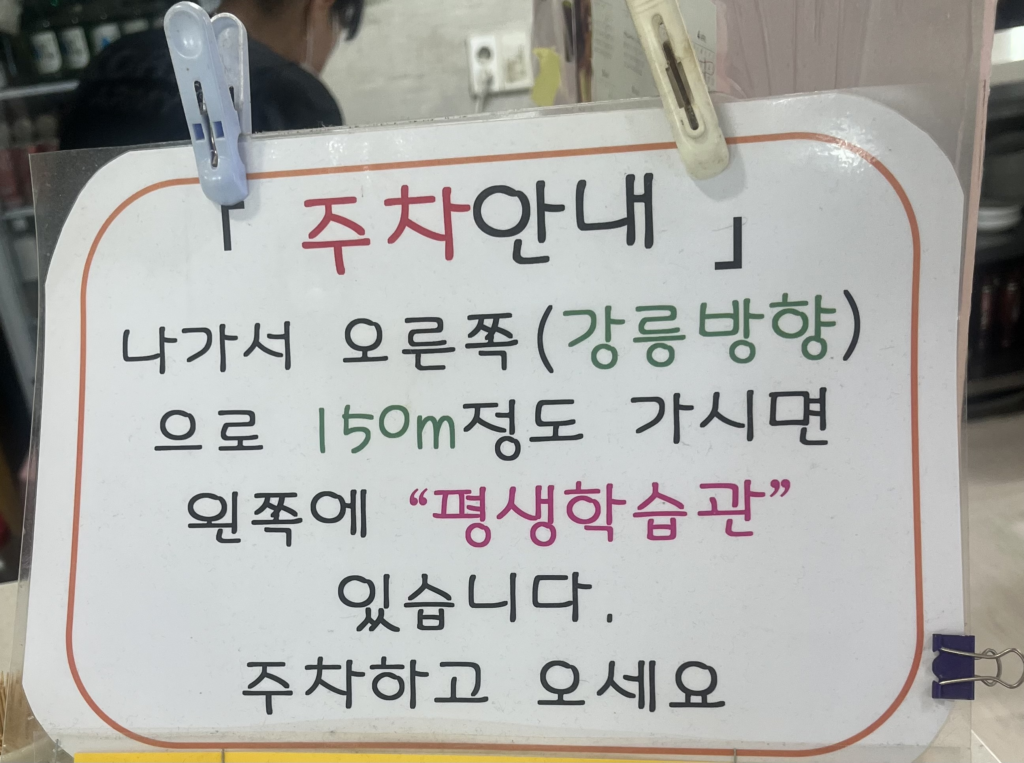 「 주차안내 」
나가서 오른쪽(강릉방향)
으로 150m정도 가시면
왼쪽에 “평생학습관”
있습니다.
주차하고 오세요